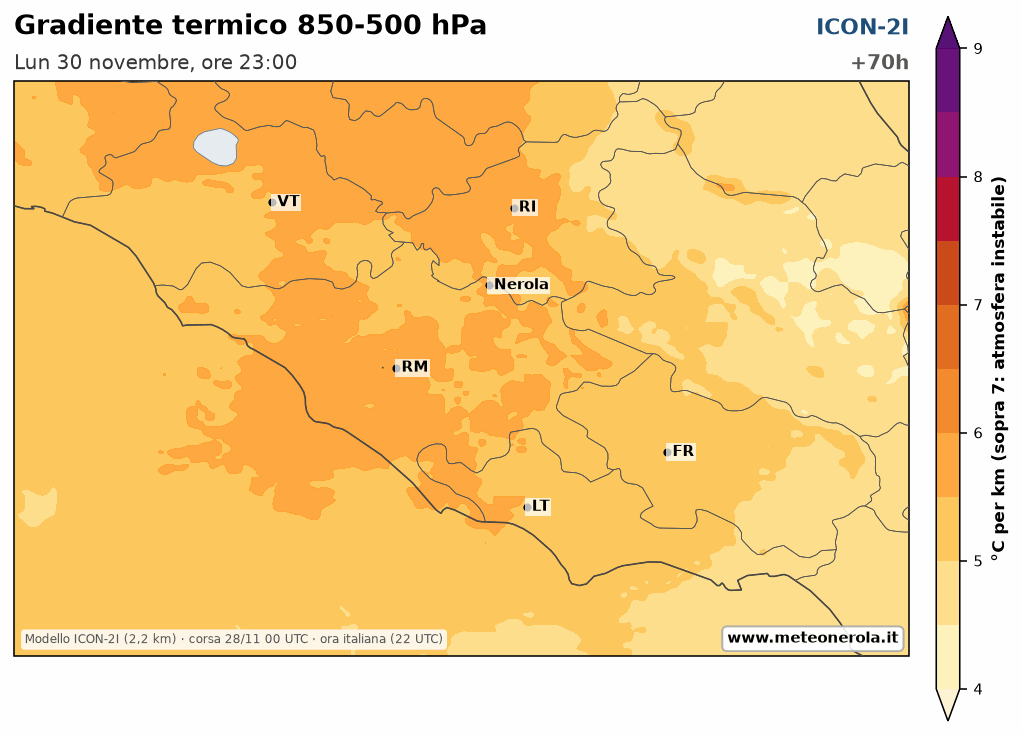 Gradiente termico 850-500 hPa
ICON-2I
Lun 30 novembre, ore 23:00
+70h
VT
RI
Nerola
RM
FR
LT
Modello ICON-2I (2,2 km) · corsa 28/11 00 UTC · ora italiana (22 UTC)
www.meteonerola.it
9
8
7
6
5
4
°C per km (sopra 7: atmosfera instabile)